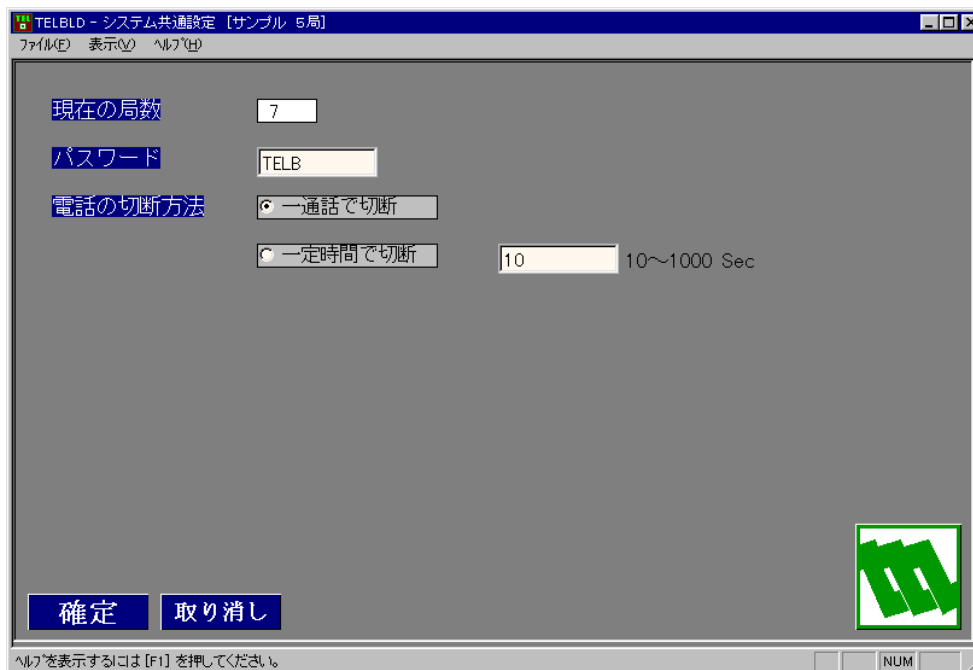 TELBLD - システム共通設定 [サンプル 5局]
ファイル(F) 表示(V) ヘルプ(H)
現在の局数 7
パスワード TELB
電話の切断方法 一通話で切断
一定時間で切断 10 10～1000 Sec
確定 取り消し
ヘルプを表示するには [F1] を押してください。 NUM